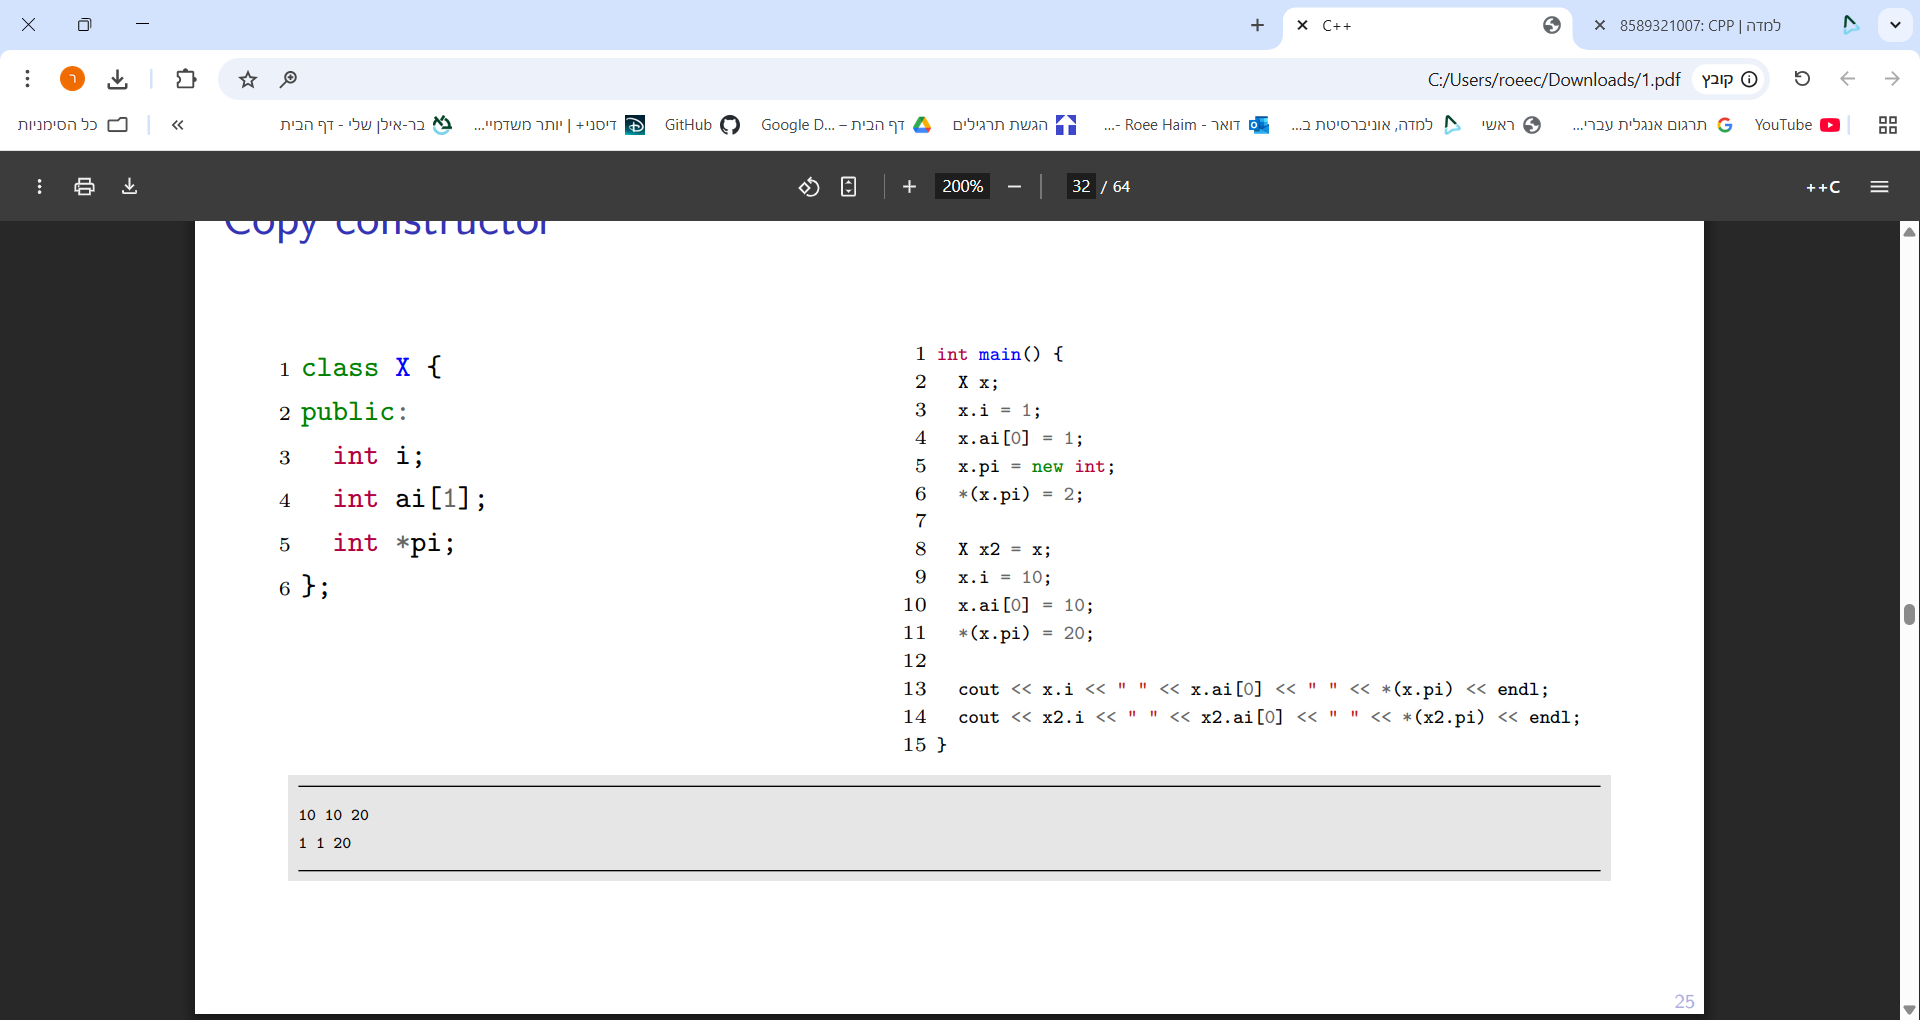 C++
8589321007: CPP | למדה
C:/Users/roeec/Downloads/1.pdf
קובץ
ר
כל הסימניות
בר-אילן שלי - דף הבית
דיסני+ | יותר משדמיי...
GitHub
Google D... – דף הבית
הגשת תרגילים
דואר - Roee Haim -...
למדה, אוניברסיטת ב...
ראשי
תרגום אנגלית עברי...
YouTube
200%
32 / 64
++C
Copy constructor
1 class X {
2 public:
3 int i;
4 int ai[1];
5 int *pi;
6 };
1 int main() {
2 X x;
3 x.i = 1;
4 x.ai[0] = 1;
5 x.pi = new int;
6 *(x.pi) = 2;
7
8 X x2 = x;
9 x.i = 10;
10 x.ai[0] = 10;
11 *(x.pi) = 20;
12
13 cout << x.i << " " << x.ai[0] << " " << *(x.pi) << endl;
14 cout << x2.i << " " << x2.ai[0] << " " << *(x2.pi) << endl;
15 }
10 10 20
1 1 20
25